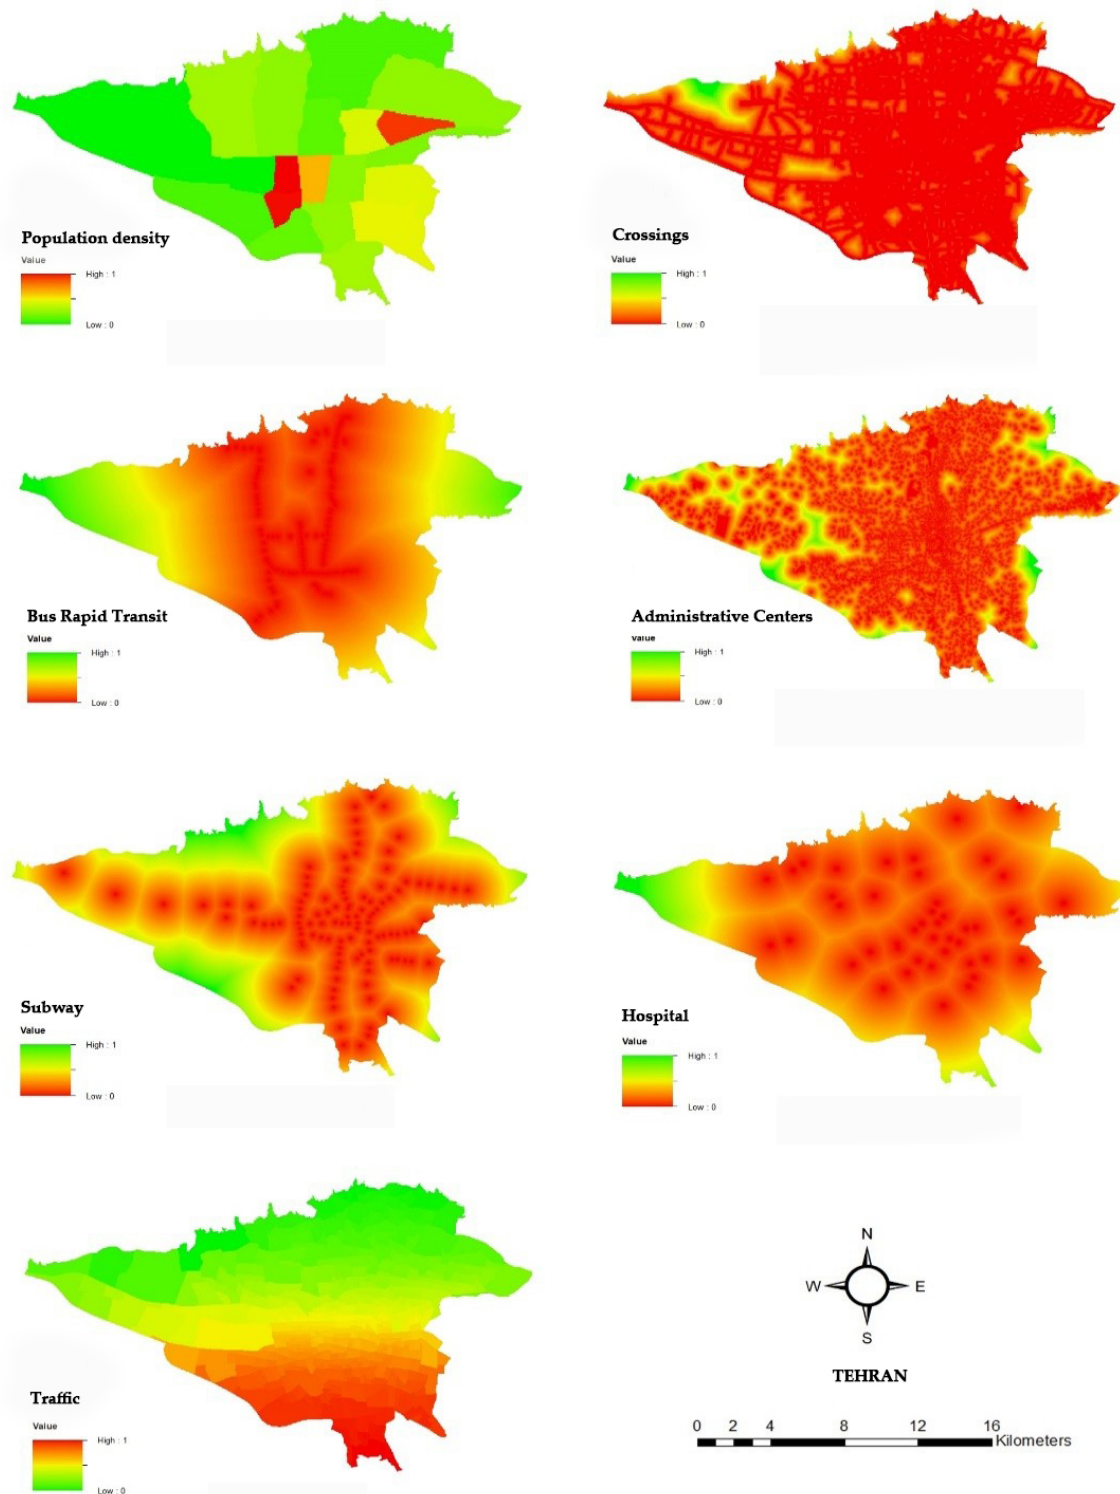 Population density
Value
High : 1
Low : 0
Crossings
Value
High : 1
Low : 0
Bus Rapid Transit
Value
High : 1
Low : 0
Administrative Centers
Value
High : 1
Low : 0
Subway
Value
High : 1
Low : 0
Hospital
Value
High : 1
Low : 0
Traffic
Value
High : 1
Low : 0
N
W E
S
TEHRAN
0 2 4 8 12 16
Kilometers